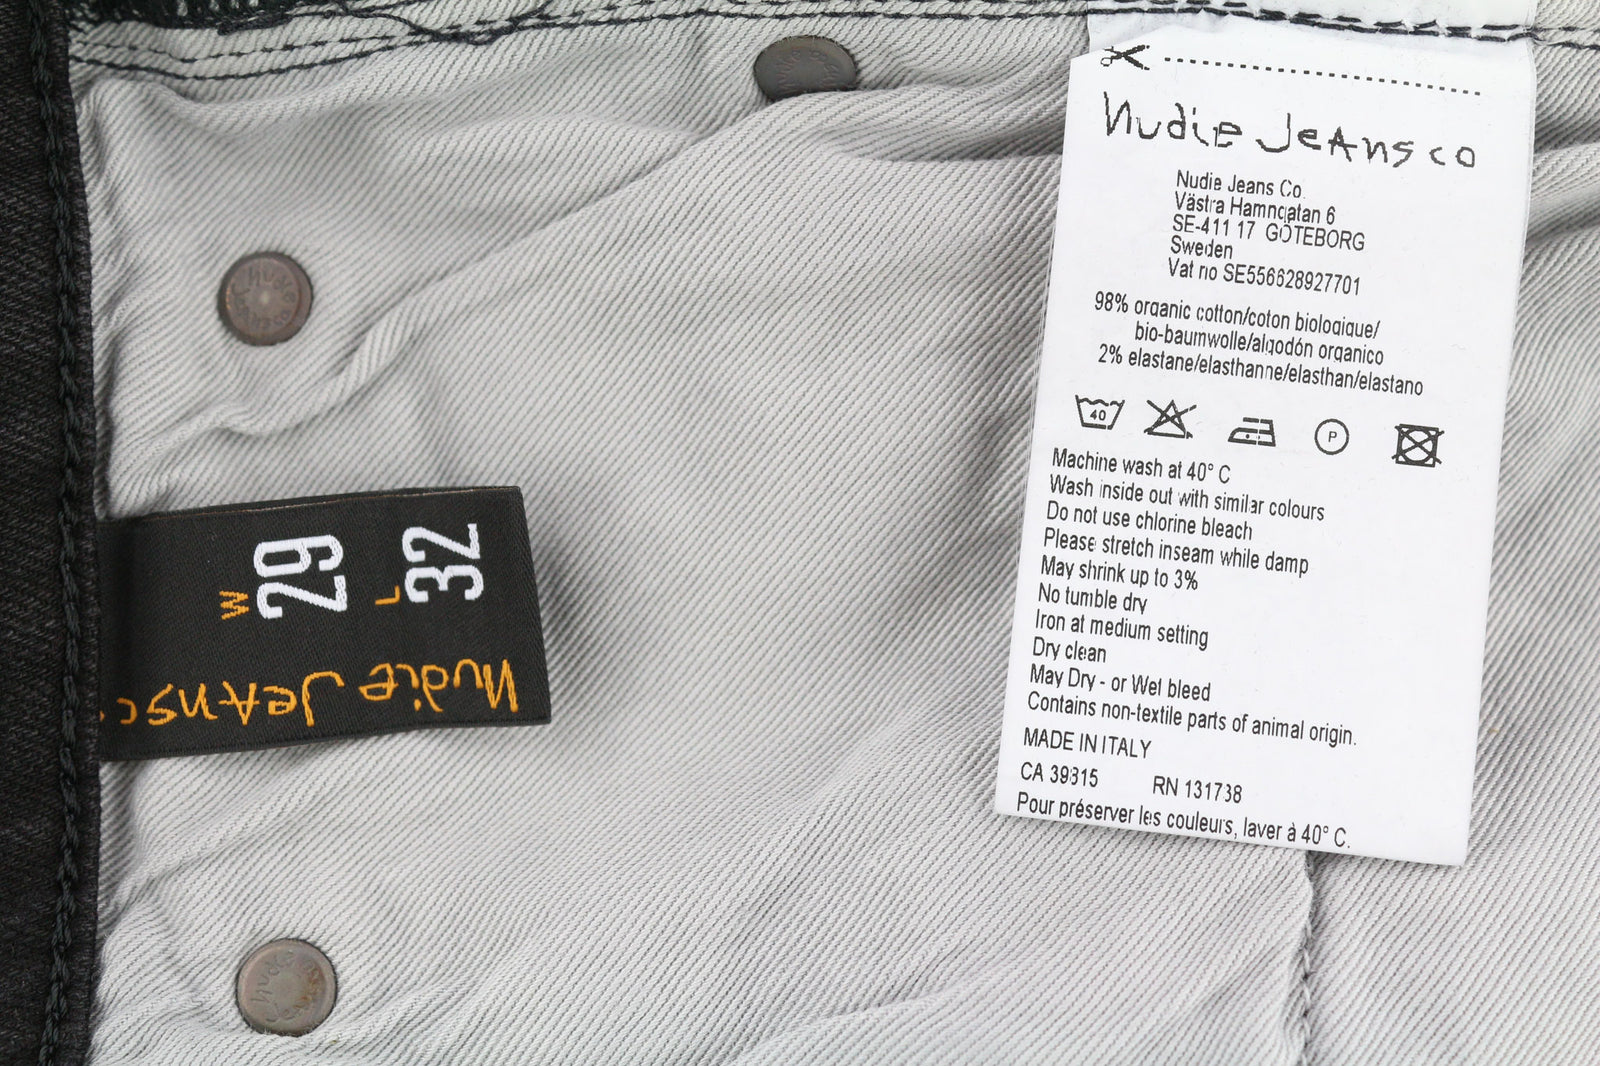 nudie JeAns co
Nudie Jeans Co.
Västra Hamngatan 6
SE-411 17 GÖTEBORG
Sweden
Vat no SE556628927701
98% organic cotton/coton biologique/
bio-baumwolle/algodón organico
2% elastane/elasthanne/elasthan/elastano
40
P
Machine wash at 40° C
Wash inside out with similar colours
Do not use chlorine bleach
Please stretch inseam while damp
May shrink up to 3%
No tumble dry
Iron at medium setting
Dry clean
May Dry - or Wet bleed
Contains non-textile parts of animal origin.
MADE IN ITALY
CA 39815 RN 131738
Pour préserver les couleurs, laver à 40° C.
W 29
L 32
nudie JeAns c
nudie
Jeans co
nudie
Jeans